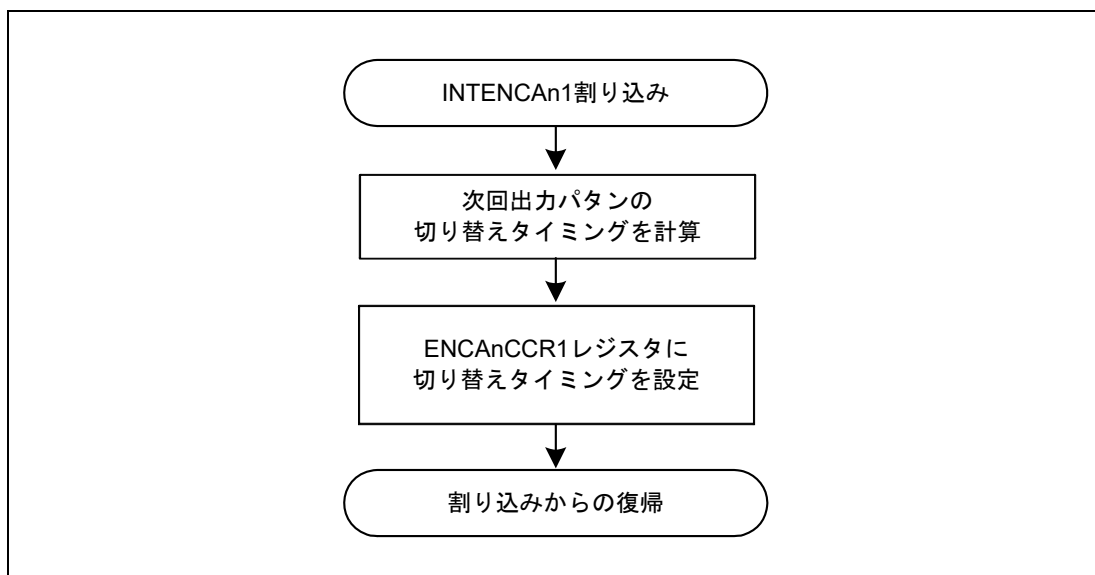 INTENCAn1割り込み
次回出力パタンの
切り替えタイミングを計算
ENCAnCCR1レジスタに
切り替えタイミングを設定
割り込みからの復帰